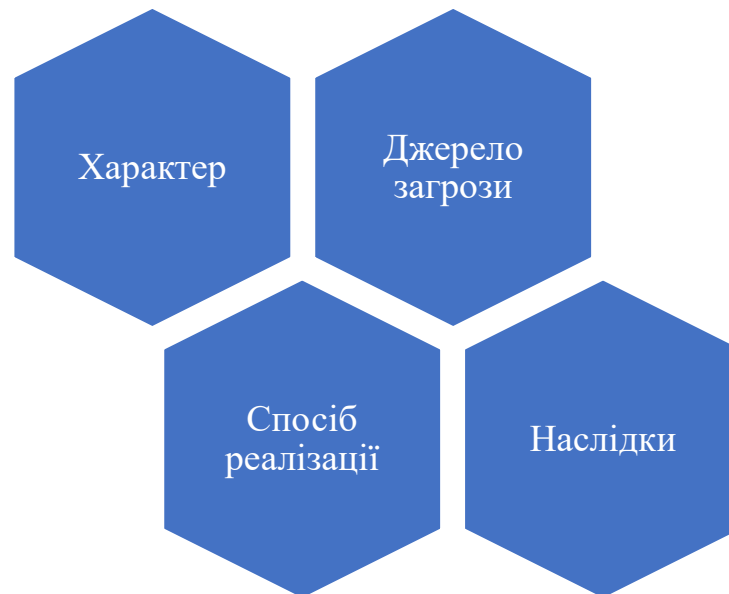 Характер
Джерело
загрози
Спосіб
реалізації
Наслідки